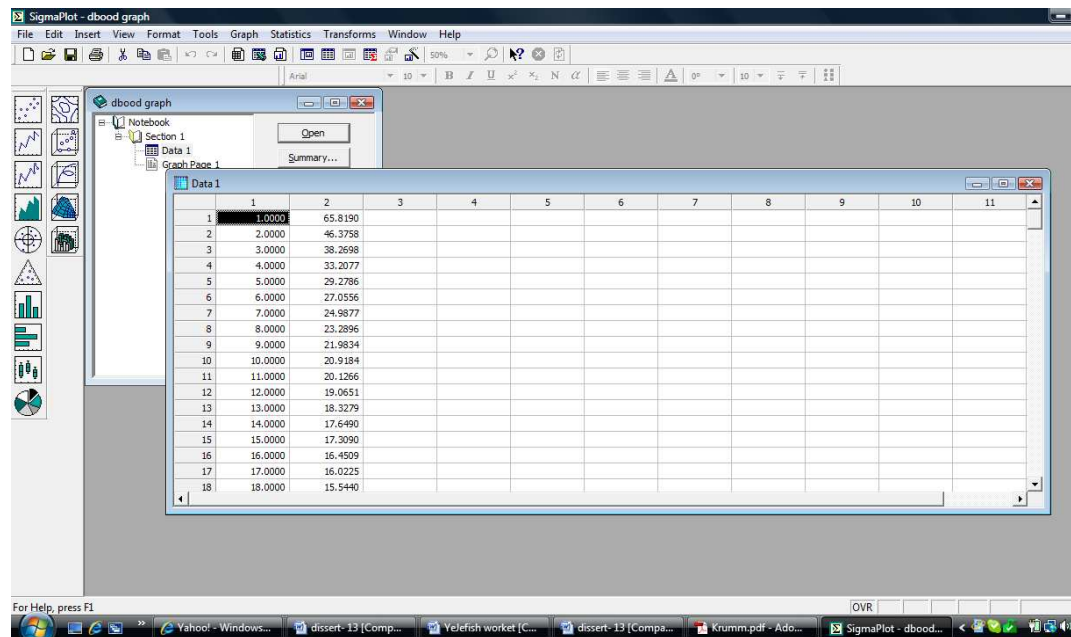 SigmaPlot - dbood graph
File Edit Insert View Format Tools Graph Statistics Transforms Window Help
50%
Arial 10 B I U x² x₂ N α A 0° 10
dbood graph
Notebook
Section 1
Data 1
Graph Page 1
Open
Summary...
Data 1
1 2 3 4 5 6 7 8 9 10 11
1 1.0000 65.8190
2 2.0000 46.3758
3 3.0000 38.2698
4 4.0000 33.2077
5 5.0000 29.2786
6 6.0000 27.0556
7 7.0000 24.9877
8 8.0000 23.2896
9 9.0000 21.9834
10 10.0000 20.9184
11 11.0000 20.1266
12 12.0000 19.0651
13 13.0000 18.3279
14 14.0000 17.6490
15 15.0000 17.3090
16 16.0000 16.4509
17 17.0000 16.0225
18 18.0000 15.5440
For Help, press F1
OVR
Yahoo! - Windows... dissert- 13 [Comp... YeJefish worket [C... dissert- 13 [Compa... Krumm.pdf - Ado... SigmaPlot - dbood...